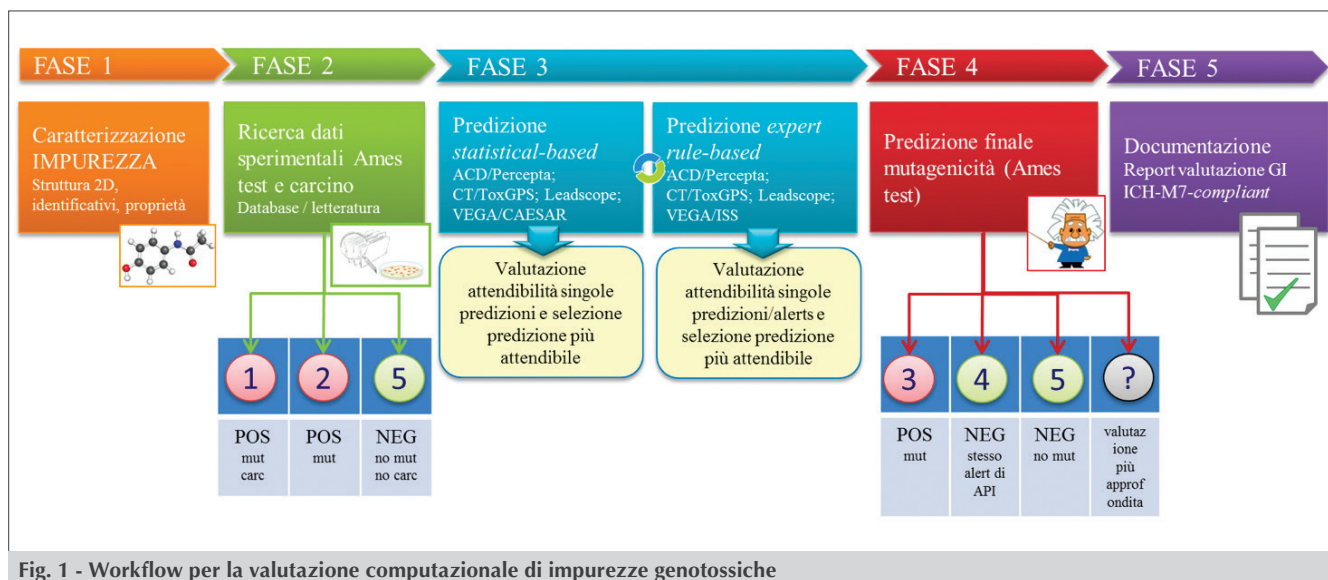 FASE 1
Caratterizzazione
IMPUREZZA
Struttura 2D,
identificativi, proprietà
FASE 2
Ricerca dati
sperimentali Ames
test e carcino
Database / letteratura
1
2
5
POS
mut
carc
POS
mut
NEG
no mut
no carc
FASE 3
Predizione
statistical-based
ACD/Percepta;
CT/ToxGPS; Leadscope;
VEGA/CAESAR
Valutazione
attendibilità singole
predizioni e selezione
predizione più
attendibile
Predizione expert
rule-based
ACD/Percepta;
CT/ToxGPS; Leadscope;
VEGA/ISS
Valutazione
attendibilità singole
predizioni/alerts e
selezione predizione
più attendibile
FASE 4
Predizione finale
mutagenicità (Ames
test)
3
4
5
?
POS
mut
NEG
stesso
alert di
API
NEG
no mut
valutaz
ione
più
approf
ondita
FASE 5
Documentazione
Report valutazione GI
ICH-M7-compliant
Fig. 1 - Workflow per la valutazione computazionale di impurezze genotossiche